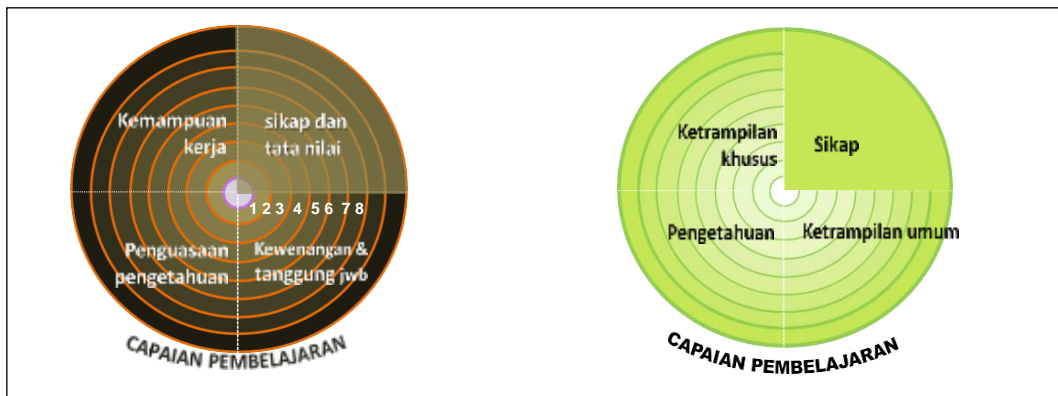 Kemampuan
kerja
sikap dan
tata nilai
1 2 3 4 5 6 7 8
Penguasaan
pengetahuan
Kewenangan &
tanggung jwb
CAPAIAN PEMBELAJARAN
Ketrampilan
khusus
Sikap
Pengetahuan
Ketrampilan umum
CAPAIAN PEMBELAJARAN